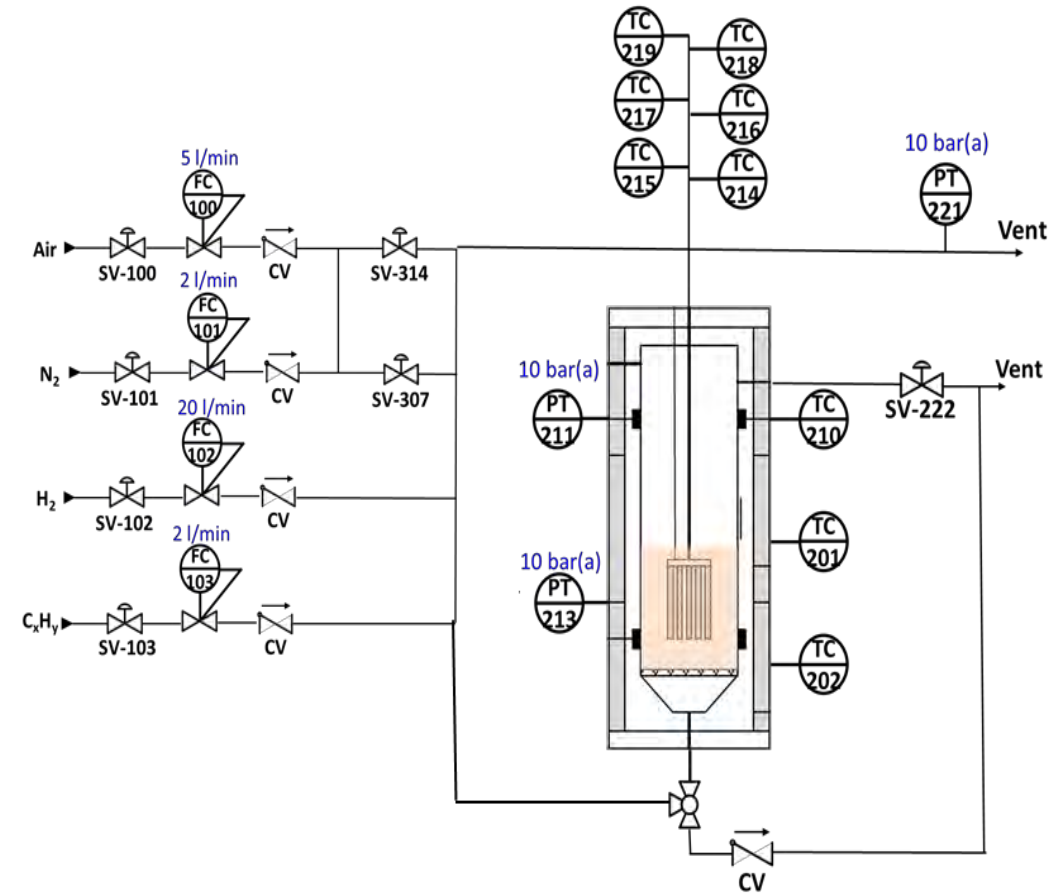 TC
219
TC
218
TC
217
TC
216
TC
215
TC
214
10 bar(a)
PT
221
Vent
5 l/min
FC
100
Air
SV-100
CV
SV-314
2 l/min
FC
101
N₂
SV-101
CV
SV-307
20 l/min
FC
102
H₂
SV-102
CV
2 l/min
FC
103
CₓHᵧ
SV-103
CV
10 bar(a)
PT
211
10 bar(a)
PT
213
Vent
SV-222
TC
210
TC
201
TC
202
CV